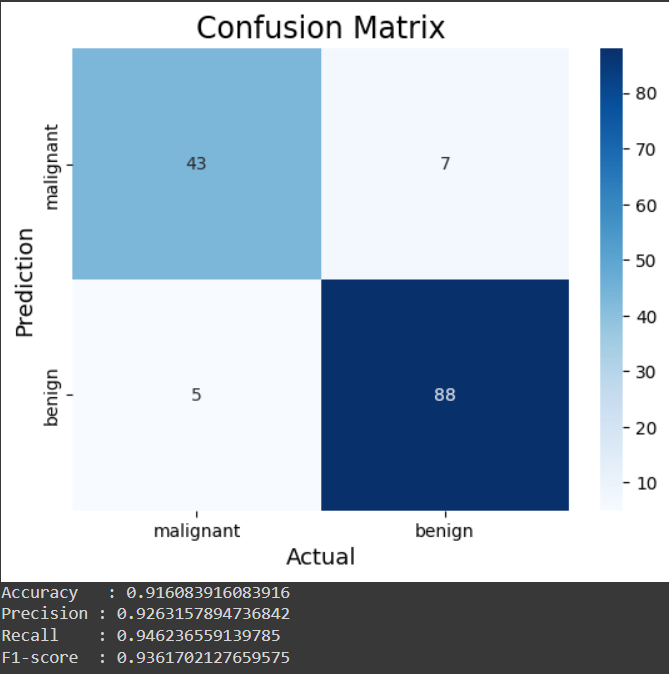 Confusion Matrix
malignant
43
7
Prediction
benign
5
88
malignant
benign
Actual
80
70
60
50
40
30
20
10
Accuracy   : 0.916083916083916
Precision : 0.9263157894736842
Recall    : 0.946236559139785
F1-score  : 0.9361702127659575